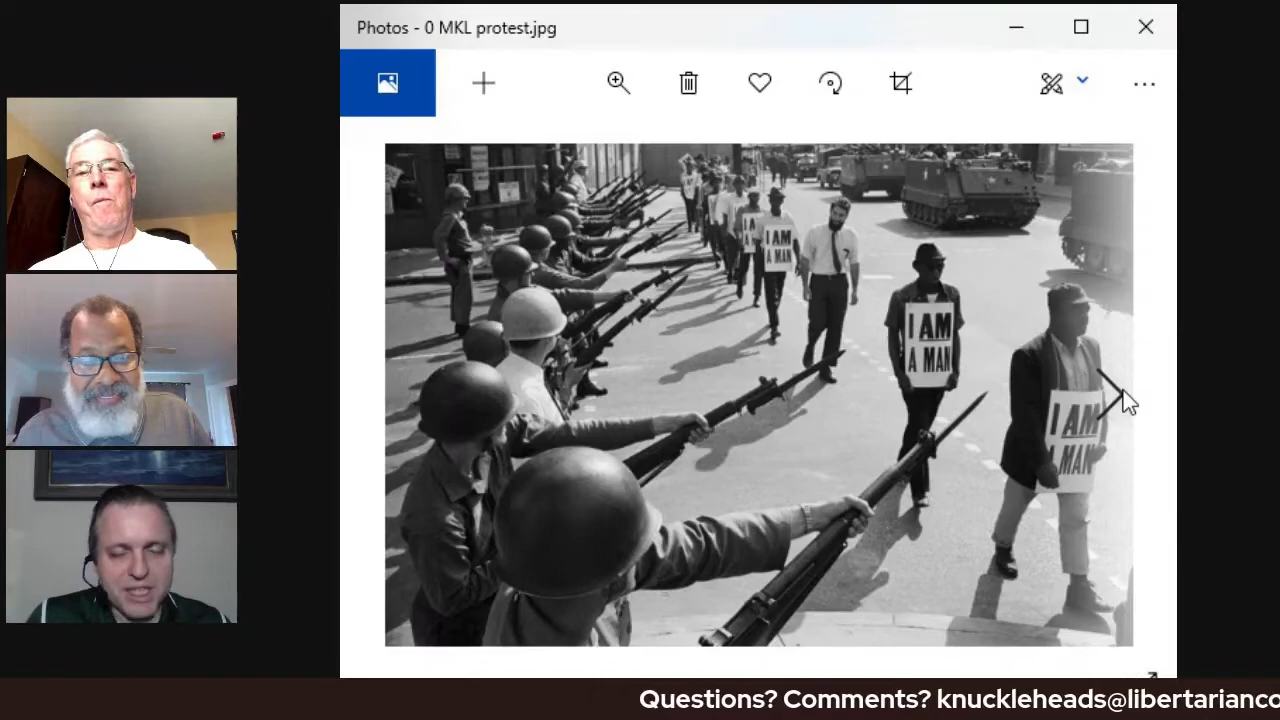 Photos - 0 MKL protest.jpg
I A
I AM
A MAN
I AM
A MAN
I AM
A MAN
Questions? Comments? knuckleheads@libertarianco